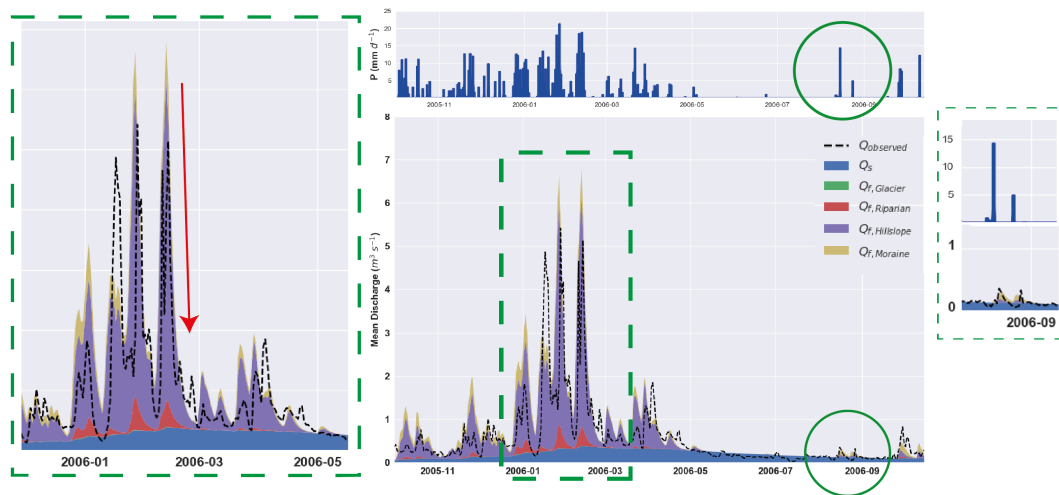 2006-01 2006-03 2006-05
P (mm d⁻¹)
25
20
15
10
5
2005-11 2006-01 2006-03 2006-05 2006-07 2006-09
Mean Discharge (m³ s⁻¹)
8
7
6
5
4
3
2
1
0
Q_observed
Q_s
Q_f,Glacier
Q_f,Riparian
Q_f,Hillslope
Q_f,Moraine
2005-11 2006-01 2006-03 2006-05 2006-07 2006-09
15
10
5
1
0
2006-09